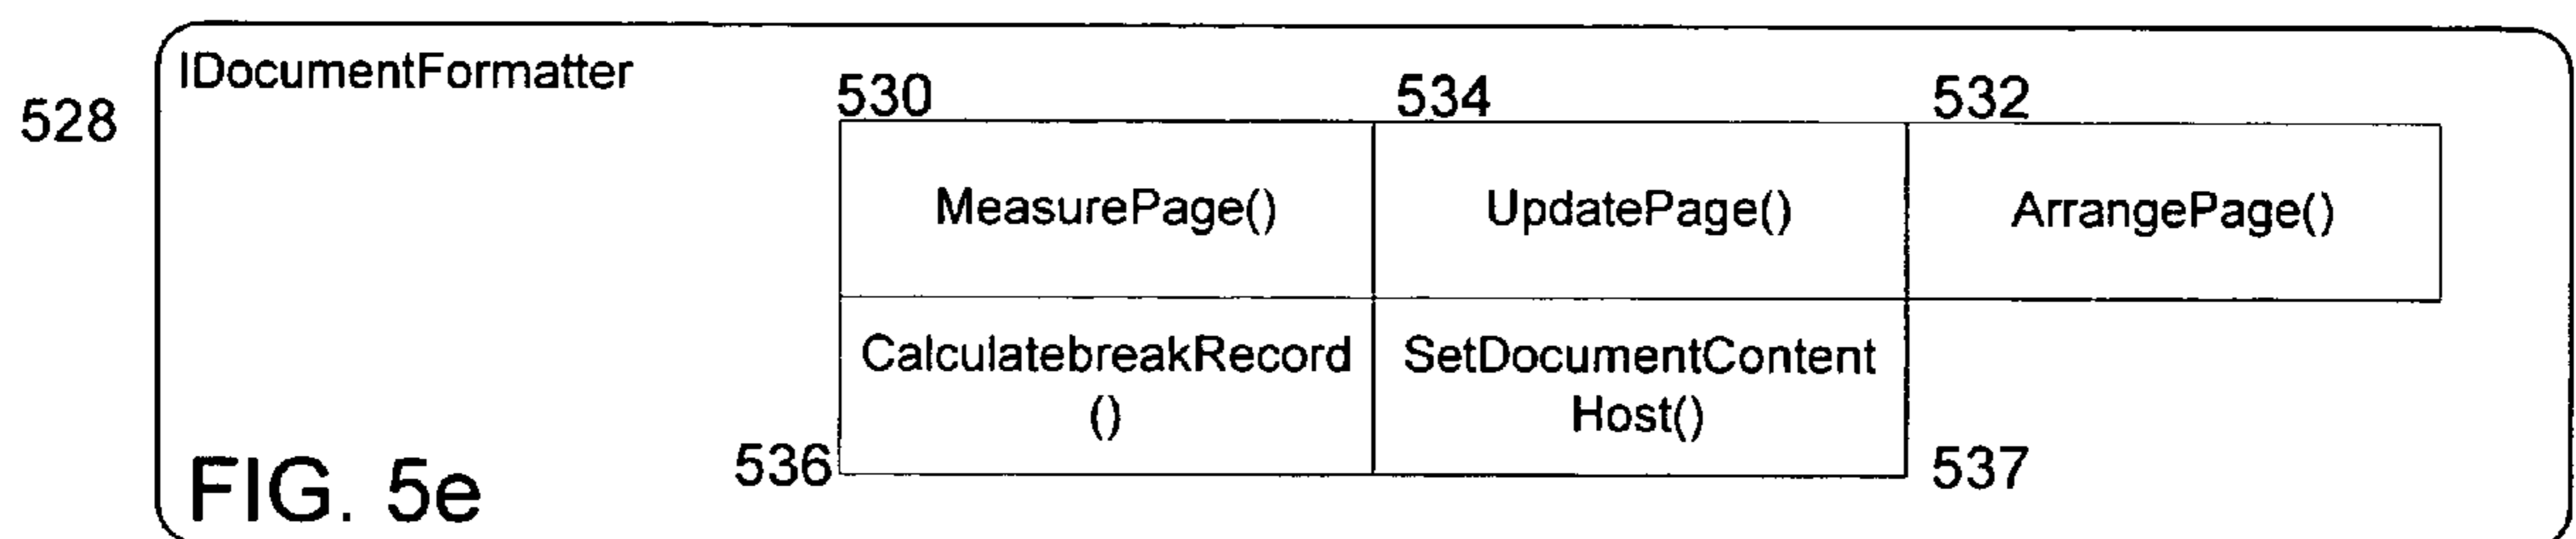 IDocumentFormatter
528
530 534 532
MeasurePage() UpdatePage() ArrangePage()
CalculatebreakRecord SetDocumentContent
() Host()
536 537
FIG. 5e